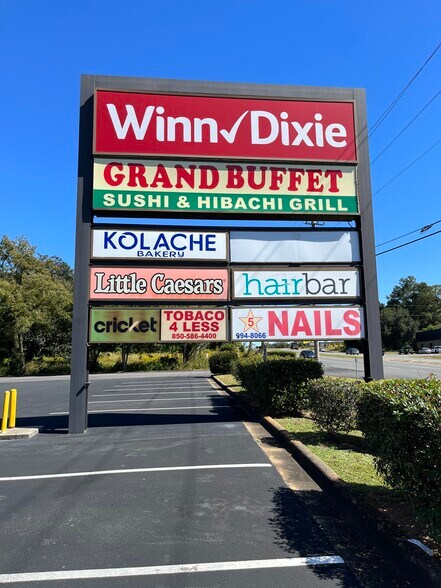 Winn✓Dixie
GRAND BUFFET
SUSHI & HIBACHI GRILL
KOLACHE
BAKERY
Little Caesars
hairbar
cricket
TOBACO
4 LESS
850-586-4400
5
NAILS
994-8066